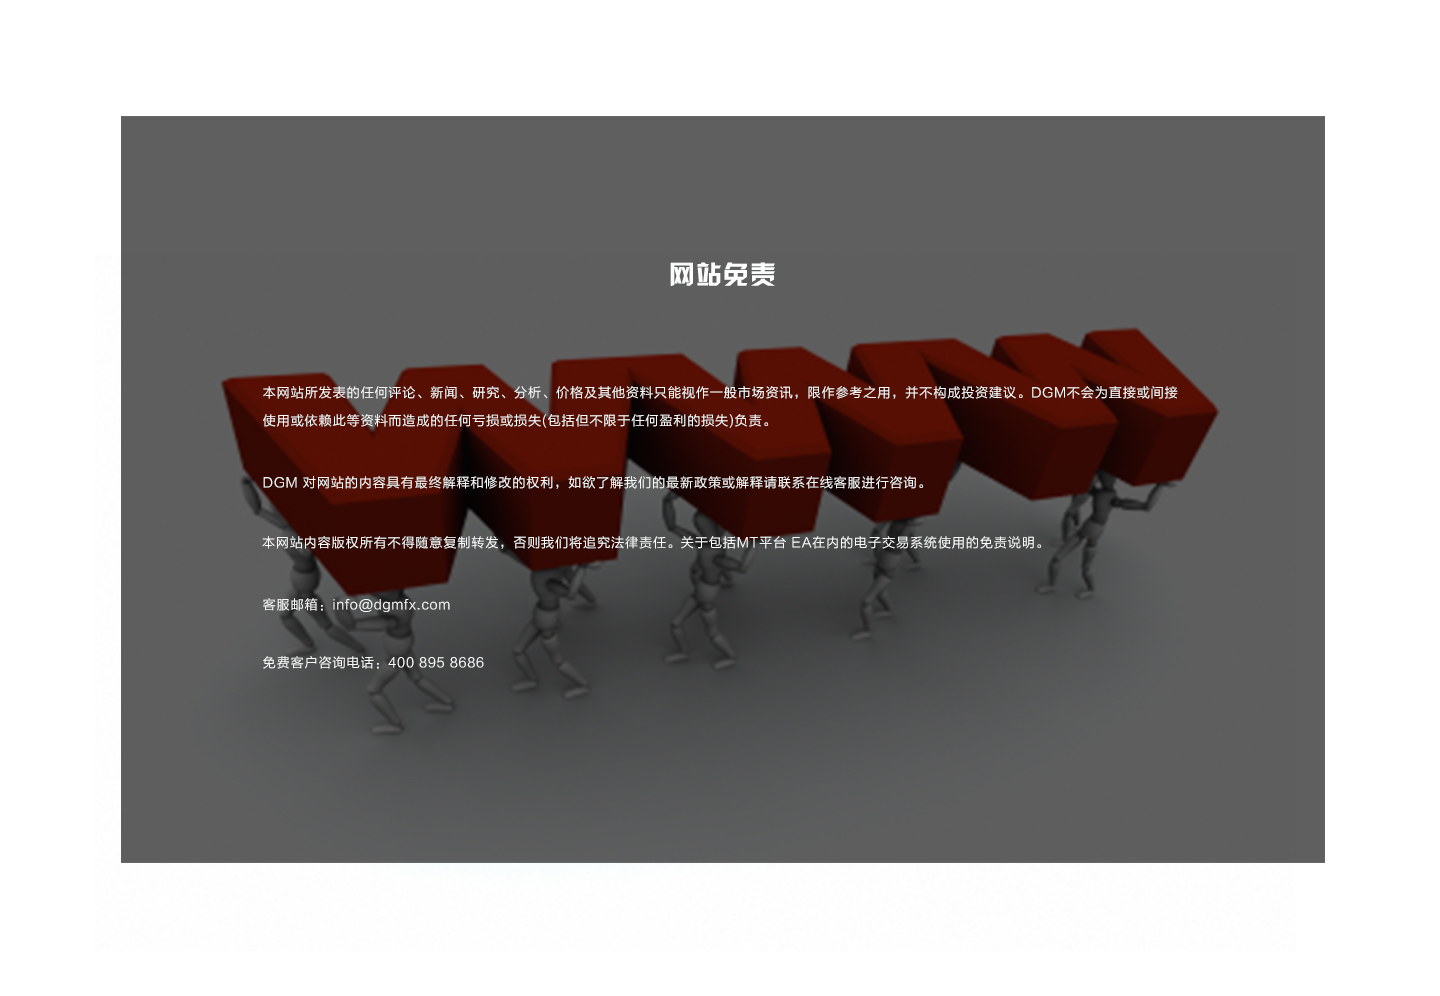 网站免责
本网站所发表的任何评论、新闻、研究、分析、价格及其他资料只能视作一般市场资讯，限作参考之用，并不构成投资建议。DGM不会为直接或间接
使用或依赖此等资料而造成的任何亏损或损失(包括但不限于任何盈利的损失)负责。
DGM 对网站的内容具有最终解释和修改的权利，如欲了解我们的最新政策或解释请联系在线客服进行咨询。
本网站内容版权所有不得随意复制转发，否则我们将追究法律责任。关于包括MT平台 EA在内的电子交易系统使用的免责说明。
客服邮箱：info@dgmfx.com
免费客户咨询电话：400 895 8686